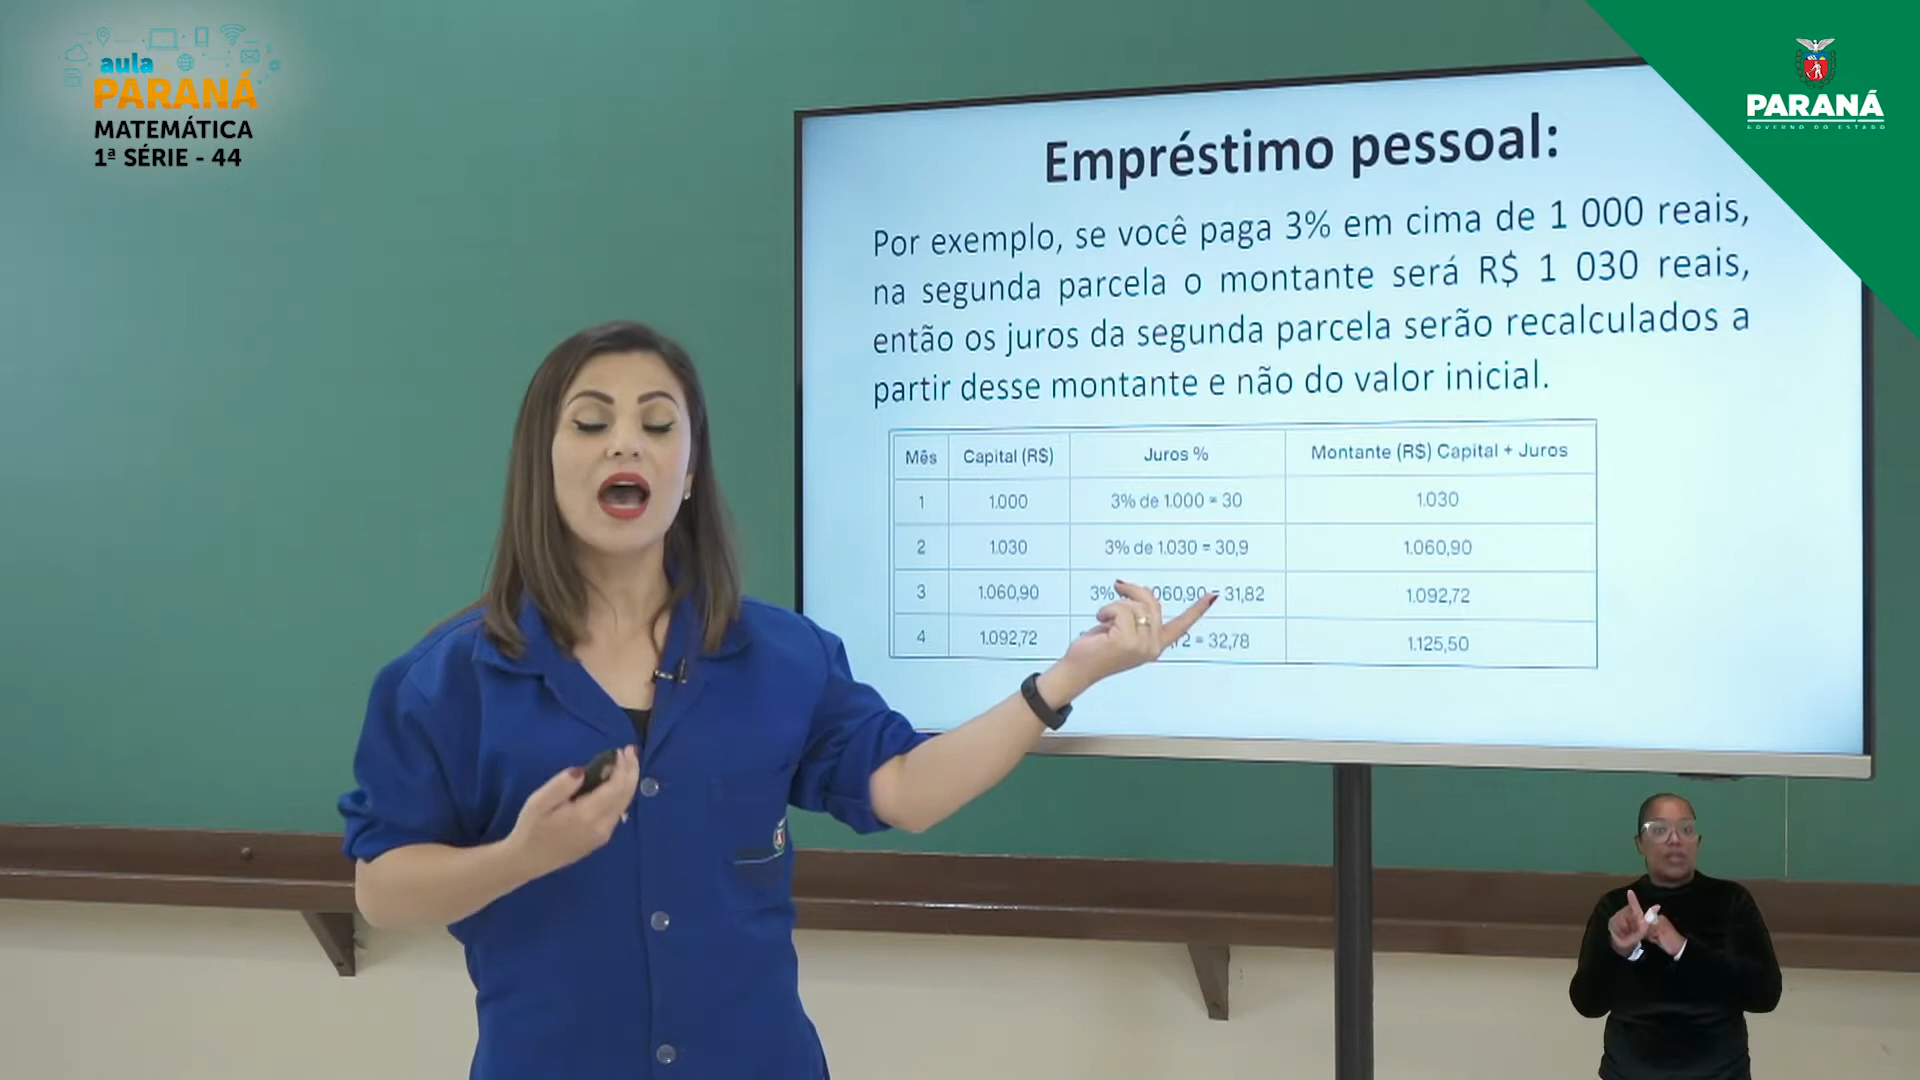 aula
PARANÁ
MATEMÁTICA
1ª SÉRIE - 44
PARANÁ
GOVERNO DO ESTADO
Empréstimo pessoal:
Por exemplo, se você paga 3% em cima de 1 000 reais,
na segunda parcela o montante será R$ 1 030 reais,
então os juros da segunda parcela serão recalculados a
partir desse montante e não do valor inicial.
Mês Capital (R$) Juros % Montante (R$) Capital + Juros
1 1.000 3% de 1.000 = 30 1.030
2 1.030 3% de 1.030 = 30,9 1.060,90
3 1.060,90 3% 060,90 = 31,82 1.092,72
4 1.092,72 = 32,78 1.125,50